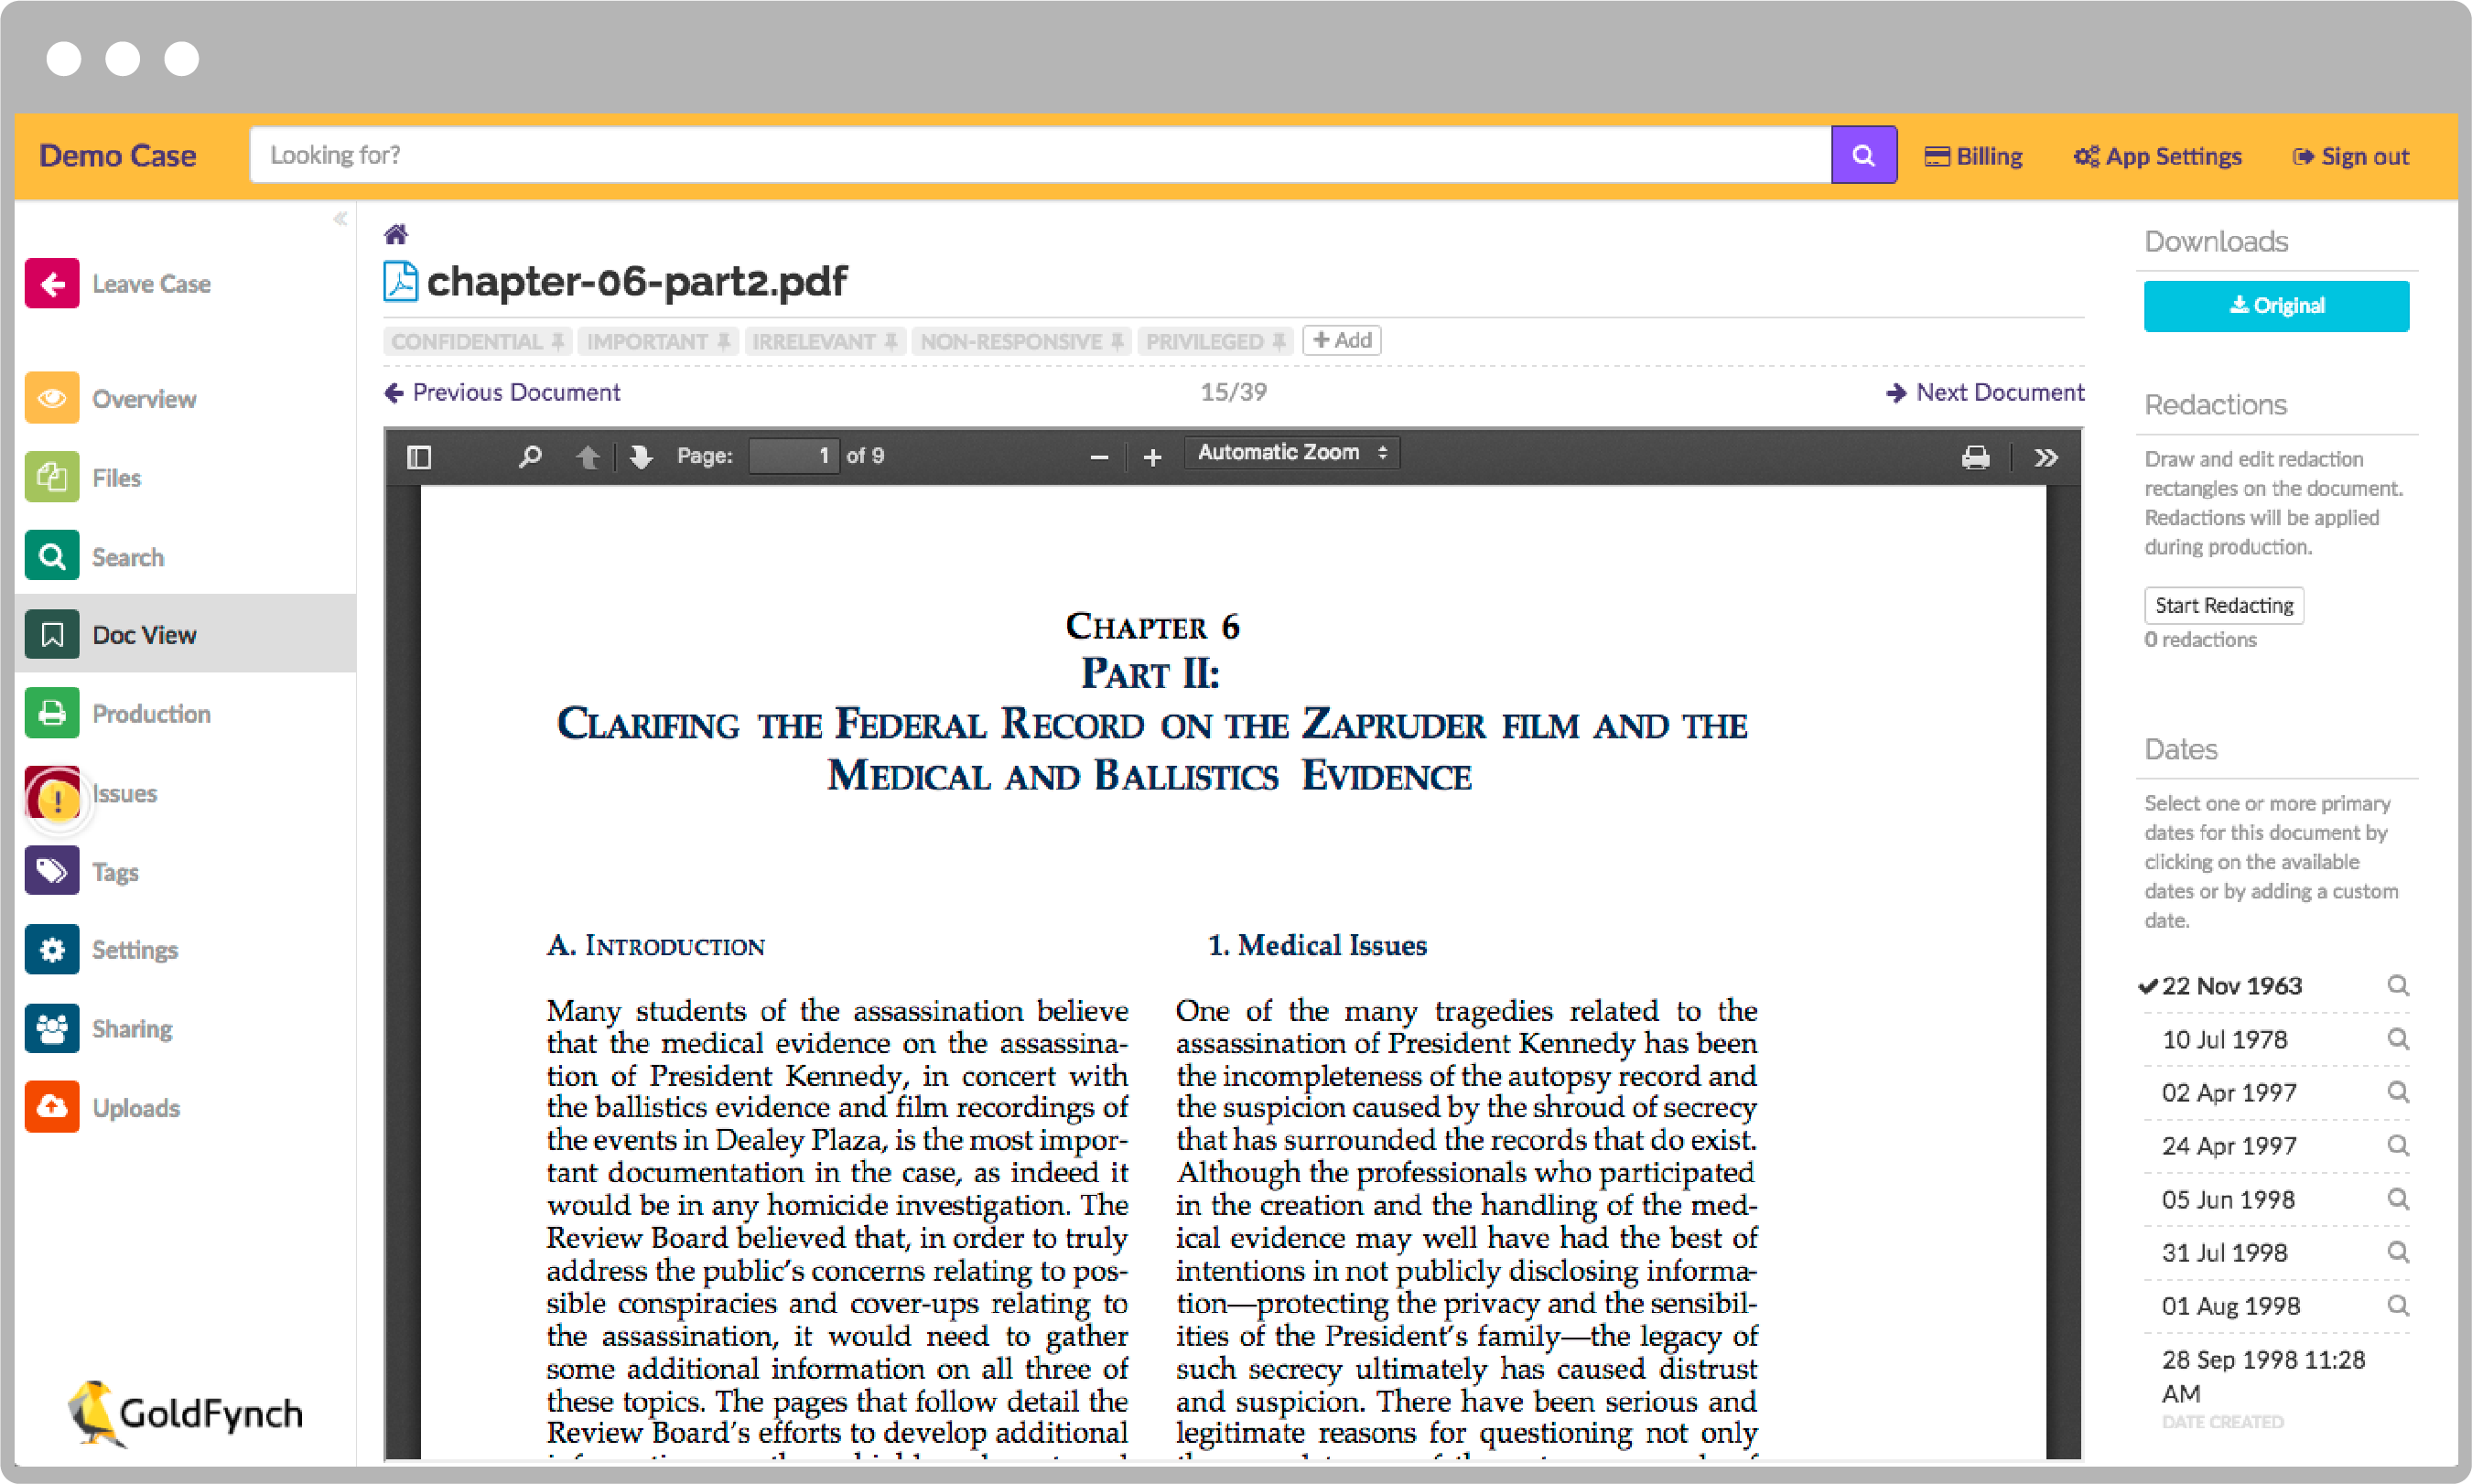 Demo Case
Looking for?
Billing
App Settings
Sign out
Leave Case
Overview
Files
Search
Doc View
Production
Issues
Tags
Settings
Sharing
Uploads
GoldFynch
chapter-06-part2.pdf
CONFIDENTIAL IMPORTANT IRRELEVANT NON-RESPONSIVE PRIVILEGED + Add
Previous Document 15/39 Next Document
Page: 1 of 9 Automatic Zoom
CHAPTER 6
PART II:
CLARIFING THE FEDERAL RECORD ON THE ZAPRUDER FILM AND THE
MEDICAL AND BALLISTICS EVIDENCE
A. INTRODUCTION
Many students of the assassination believe
that the medical evidence on the assassina-
tion of President Kennedy, in concert with
the ballistics evidence and film recordings of
the events in Dealey Plaza, is the most impor-
tant documentation in the case, as indeed it
would be in any homicide investigation. The
Review Board believed that, in order to truly
address the public's concerns relating to pos-
sible conspiracies and cover-ups relating to
the assassination, it would need to gather
some additional information on all three of
these topics. The pages that follow detail the
Review Board's efforts to develop additional
1. Medical Issues
One of the many tragedies related to the
assassination of President Kennedy has been
the incompleteness of the autopsy record and
the suspicion caused by the shroud of secrecy
that has surrounded the records that do exist.
Although the professionals who participated
in the creation and the handling of the med-
ical evidence may well have had the best of
intentions in not publicly disclosing informa-
tion—protecting the privacy and the sensibil-
ities of the President's family—the legacy of
such secrecy ultimately has caused distrust
and suspicion. There have been serious and
legitimate reasons for questioning not only
Downloads
Original
Redactions
Draw and edit redaction
rectangles on the document.
Redactions will be applied
during production.
Start Redacting
0 redactions
Dates
Select one or more primary
dates for this document by
clicking on the available
dates or by adding a custom
date.
22 Nov 1963
10 Jul 1978
02 Apr 1997
24 Apr 1997
05 Jun 1998
31 Jul 1998
01 Aug 1998
28 Sep 1998 11:28
AM
DATE CREATED